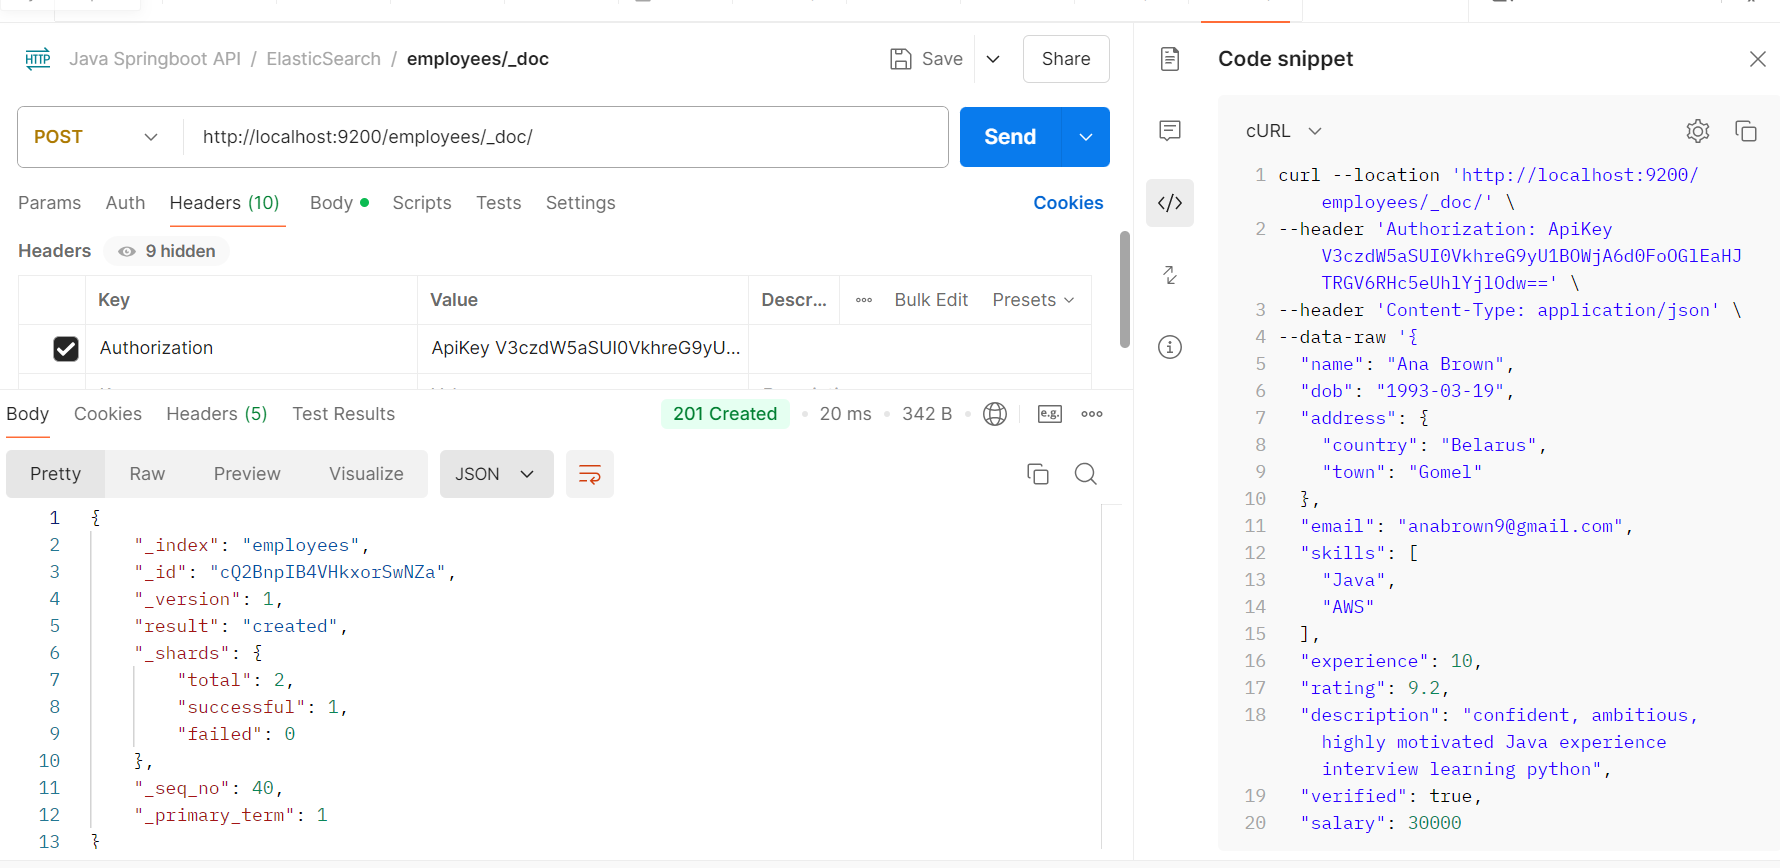 HTTP Java Springboot API / ElasticSearch / employees/_doc
Save
Share
POST
http://localhost:9200/employees/_doc/
Send
Params Auth Headers (10) Body Scripts Tests Settings
Cookies
Headers 9 hidden
Key Value Descr... Bulk Edit Presets
Authorization ApiKey V3czdW5aSUI0VkhreG9yU...
Body Cookies Headers (5) Test Results
201 Created 20 ms 342 B e.g.
Pretty Raw Preview Visualize JSON
1 {
2 "_index": "employees",
3 "_id": "cQ2BnpIB4VHkxorSwNZa",
4 "_version": 1,
5 "result": "created",
6 "_shards": {
7 "total": 2,
8 "successful": 1,
9 "failed": 0
10 },
11 "_seq_no": 40,
12 "_primary_term": 1
13 }
Code snippet
cURL
1 curl --location 'http://localhost:9200/
employees/_doc/' \
2 --header 'Authorization: ApiKey
V3czdW5aSUI0VkhreG9yU1BOWjA6d0FoOGlEaHJ
TRGV6RHc5eUhlYjlOdw==' \
3 --header 'Content-Type: application/json' \
4 --data-raw '{
5 "name": "Ana Brown",
6 "dob": "1993-03-19",
7 "address": {
8 "country": "Belarus",
9 "town": "Gomel"
10 },
11 "email": "anabrown9@gmail.com",
12 "skills": [
13 "Java",
14 "AWS"
15 ],
16 "experience": 10,
17 "rating": 9.2,
18 "description": "confident, ambitious,
highly motivated Java experience
interview learning python",
19 "verified": true,
20 "salary": 30000